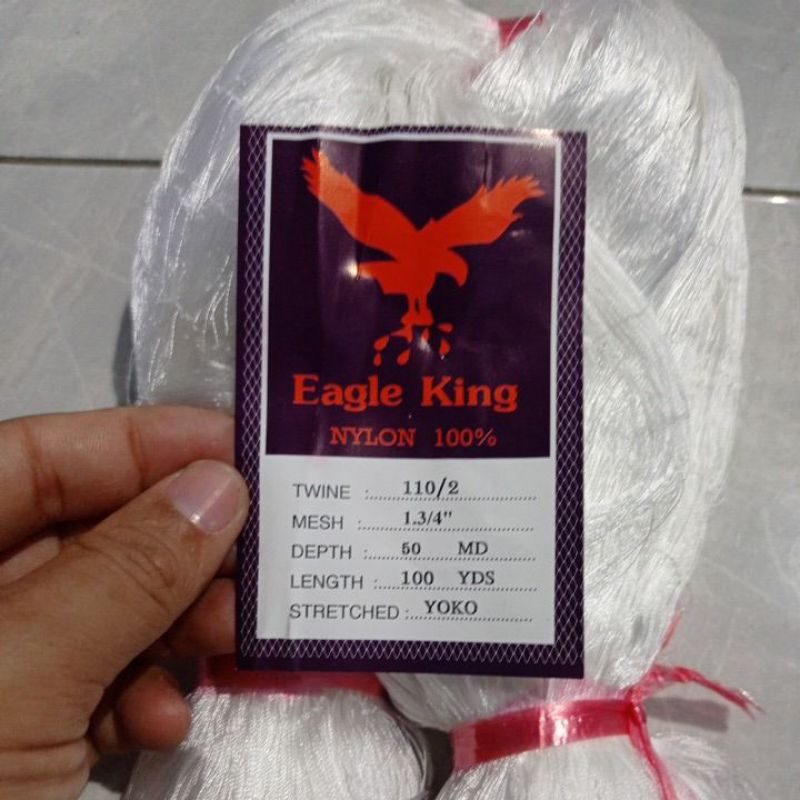 Eagle King
NYLON 100%
TWINE : 110/2
MESH : 1.3/4"
DEPTH : 50 MD
LENGTH : 100 YDS
STRETCHED : YOKO